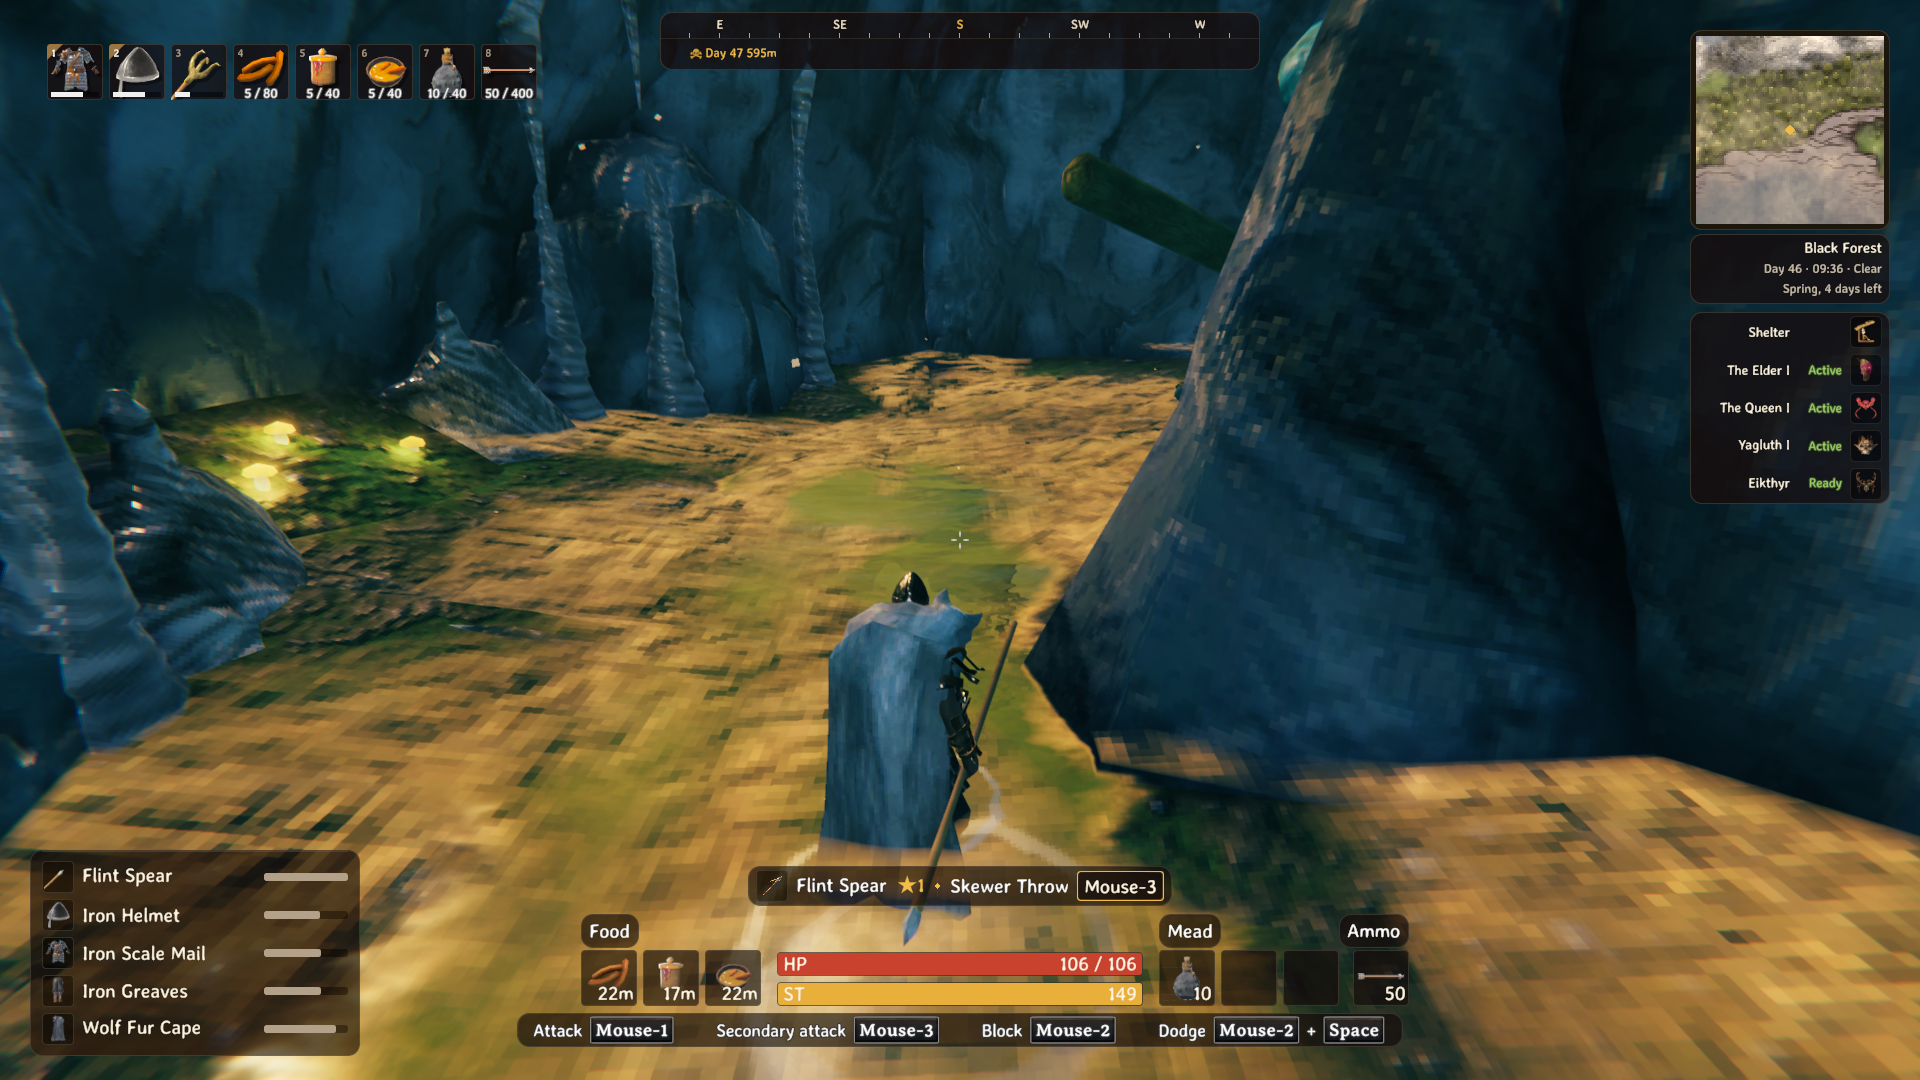 E SE S SW W
Day 47 595m
1 2 3 4 5 6 7 8
5 / 80 5 / 40 5 / 40 10 / 40 50 / 400
Black Forest
Day 46 · 09:36 · Clear
Spring, 4 days left
Shelter
The Elder I Active
The Queen I Active
Yagluth I Active
Eikthyr Ready
Flint Spear
Iron Helmet
Iron Scale Mail
Iron Greaves
Wolf Fur Cape
Flint Spear ★1 • Skewer Throw Mouse-3
Food
22m 17m 22m
HP 106 / 106
ST 149
Mead
10
Ammo
50
Attack Mouse-1 Secondary attack Mouse-3 Block Mouse-2 Dodge Mouse-2 + Space